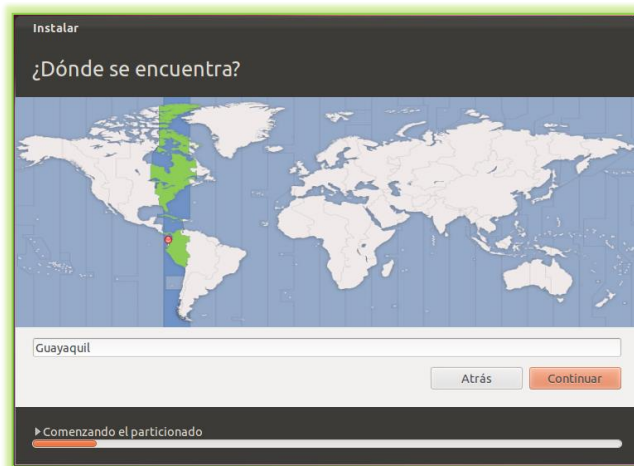 Instalar
¿Dónde se encuentra?
Guayaquil
Atrás
Continuar
Comenzando el particionado